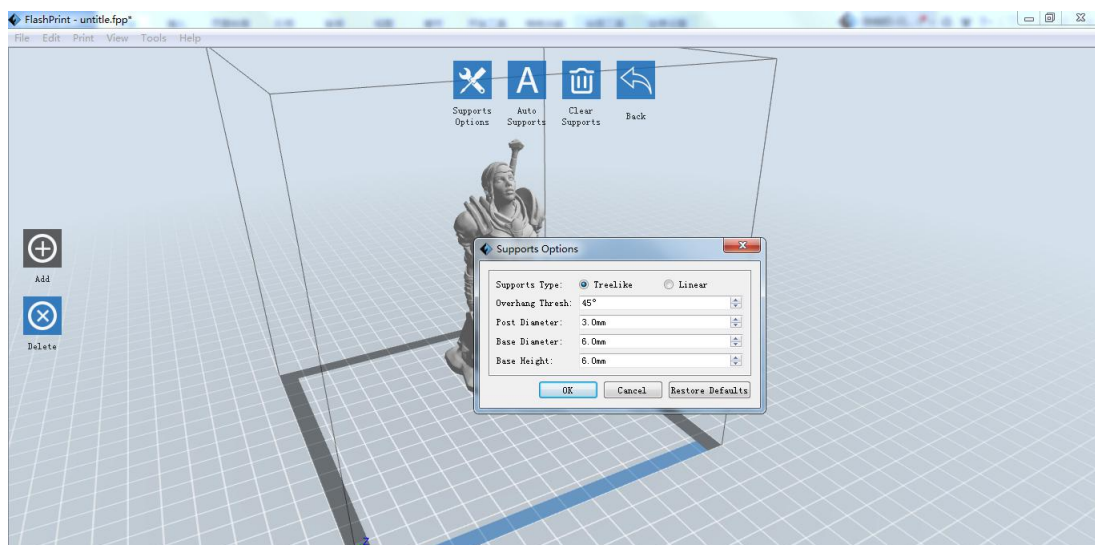 FlashPrint - untitle.fpp*
File Edit Print View Tools Help
Supports Options
Auto Supports
Clear Supports
Back
Add
Delete
Supports Options
Supports Type: Treelike Linear
Overhang Thresh: 45°
Post Diameter: 3.0mm
Base Diameter: 6.0mm
Base Height: 6.0mm
OK Cancel Restore Defaults
Z